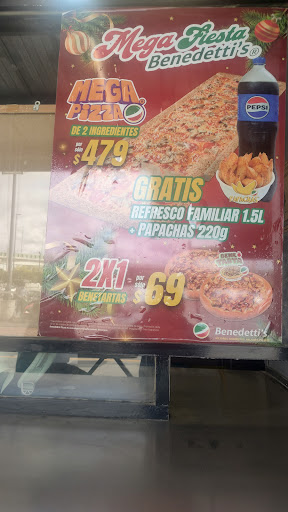 Mega Fiesta
Benedetti's®
MEGA
PIZZA
DE 2 INGREDIENTES
por sólo
$479
PEPSI
GRATIS
REFRESCO FAMILIAR 1.5L
+ PAPACHAS 220g
2X1
BENETARTAS
por sólo
$69
Benedetti's